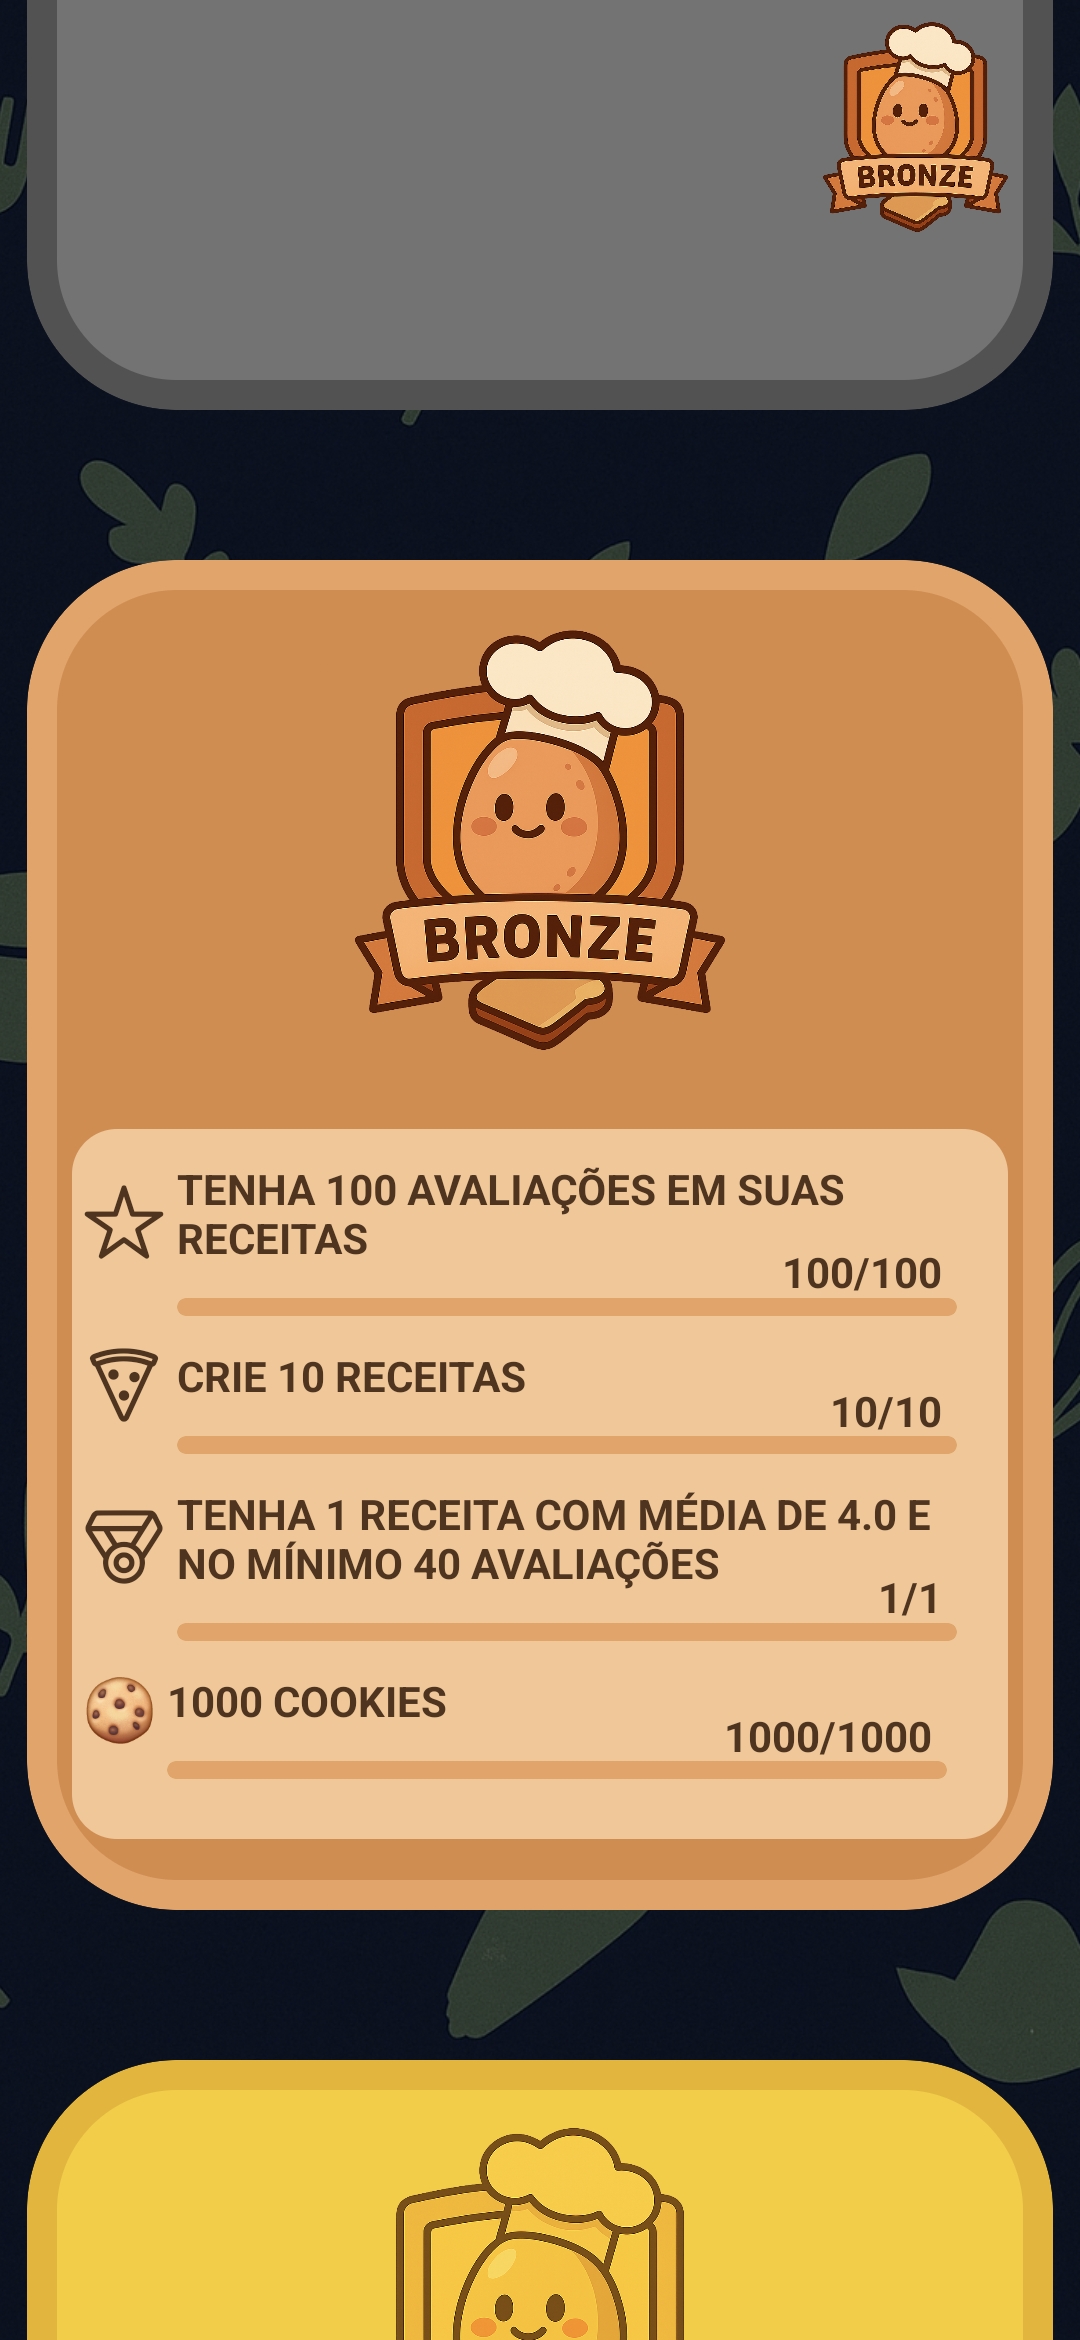 BRONZE
BRONZE
TENHA 100 AVALIAÇÕES EM SUAS
RECEITAS
100/100
CRIE 10 RECEITAS
10/10
TENHA 1 RECEITA COM MÉDIA DE 4.0 E
NO MÍNIMO 40 AVALIAÇÕES
1/1
1000 COOKIES
1000/1000